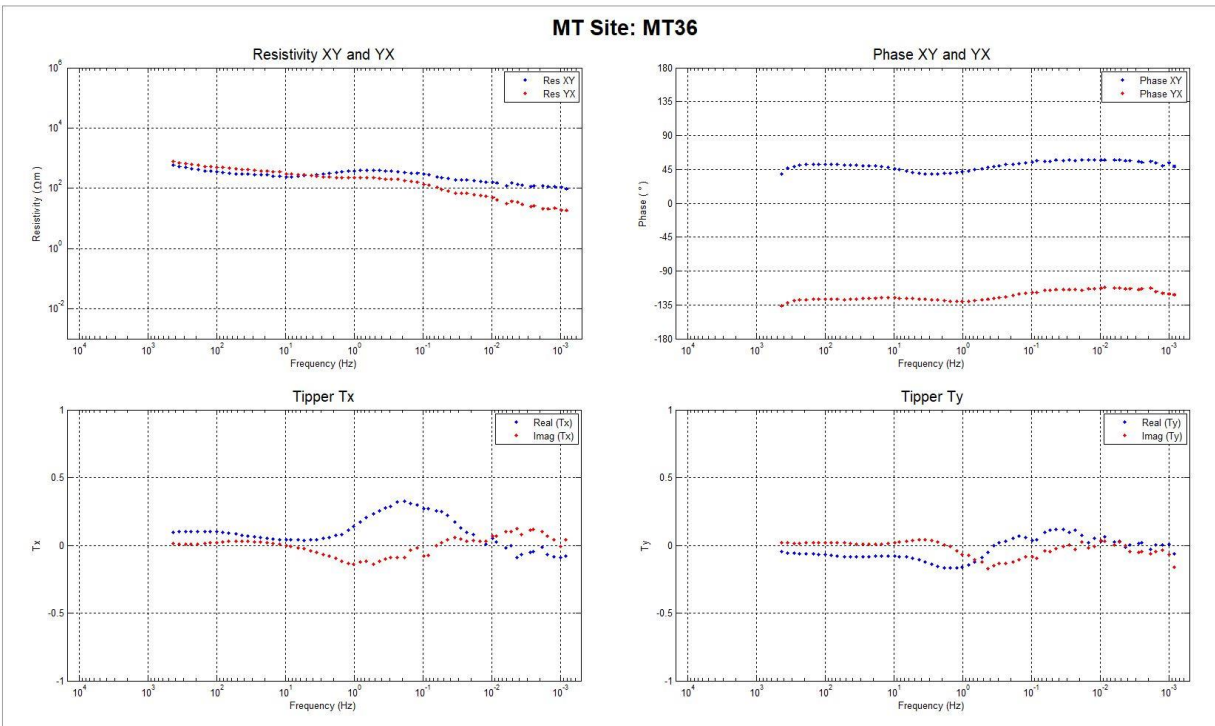 MT Site: MT36
Resistivity XY and YX
Res XY
Res YX
10^6
10^4
10^2
10^0
10^-2
Resistivity (Ωm)
10^4 10^3 10^2 10^1 10^0 10^-1 10^-2 10^-3
Frequency (Hz)
Phase XY and YX
Phase XY
Phase YX
180
135
90
45
0
-45
-90
-135
-180
Phase (°)
10^4 10^3 10^2 10^1 10^0 10^-1 10^-2 10^-3
Frequency (Hz)
Tipper Tx
Real (Tx)
Imag (Tx)
1
0.5
0
-0.5
-1
Tx
10^4 10^3 10^2 10^1 10^0 10^-1 10^-2 10^-3
Frequency (Hz)
Tipper Ty
Real (Ty)
Imag (Ty)
1
0.5
0
-0.5
-1
Ty
10^4 10^3 10^2 10^1 10^0 10^-1 10^-2 10^-3
Frequency (Hz)